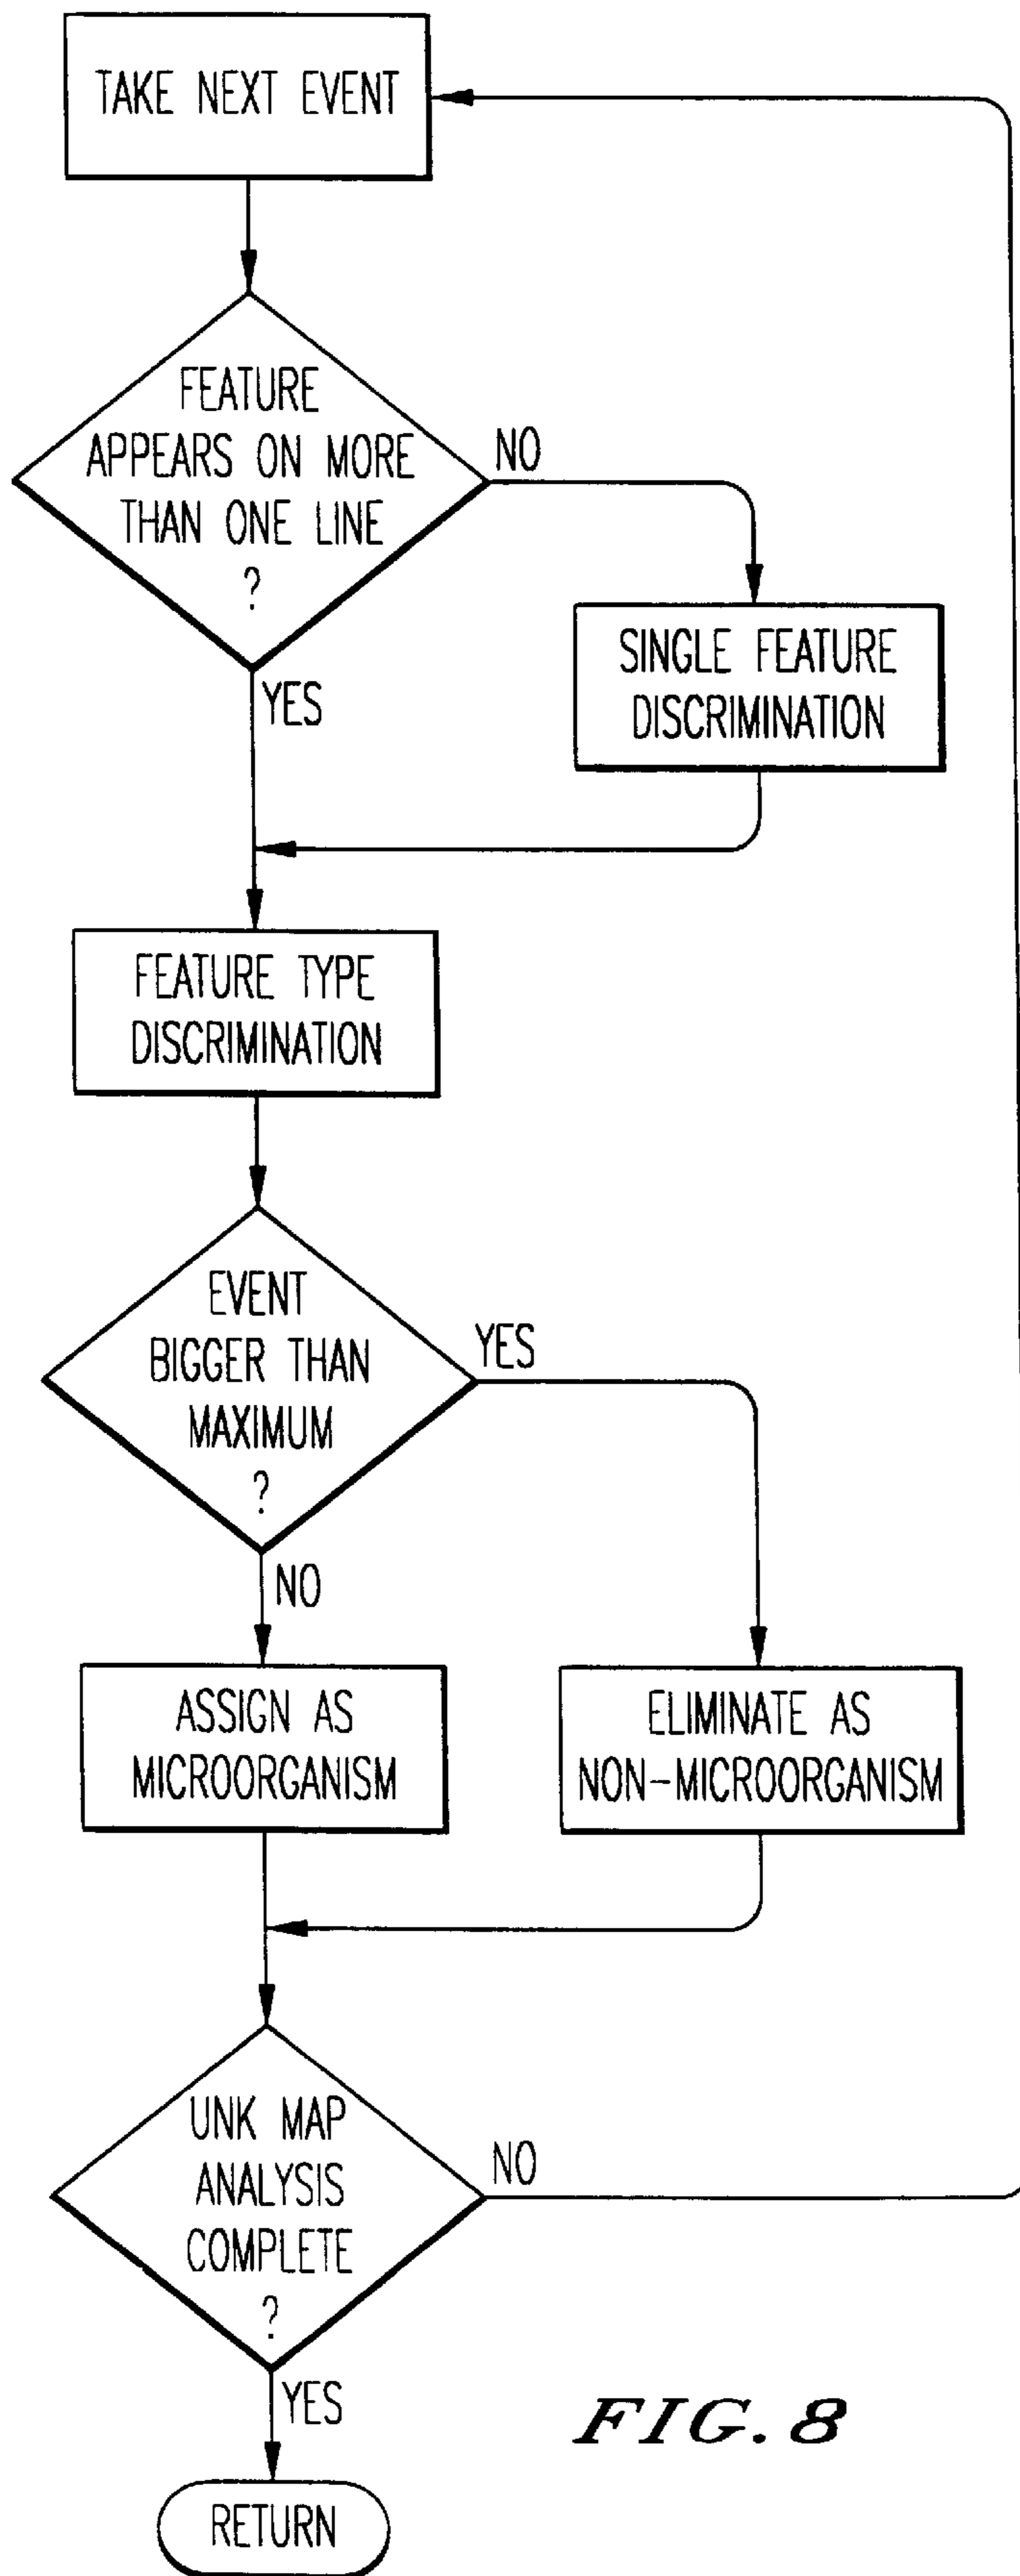 TAKE NEXT EVENT
FEATURE
APPEARS ON MORE
THAN ONE LINE
?
NO
YES
SINGLE FEATURE
DISCRIMINATION
FEATURE TYPE
DISCRIMINATION
EVENT
BIGGER THAN
MAXIMUM
?
YES
NO
ASSIGN AS
MICROORGANISM
ELIMINATE AS
NON-MICROORGANISM
UNK MAP
ANALYSIS
COMPLETE
?
NO
YES
RETURN
FIG. 8